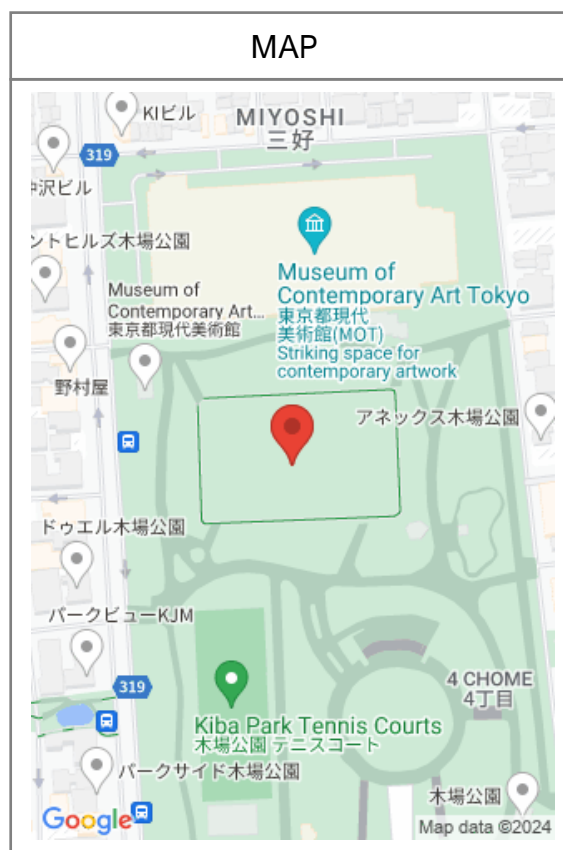 MAP
KIビル
MIYOSHI
三好
319
中沢ビル
ントヒルズ木場公園
Museum of
Contemporary Art Tokyo
東京都現代
美術館(MOT)
Striking space for
contemporary artwork
Museum of
Contemporary Art...
東京都現代美術館
野村屋
アネックス木場公園
ドゥエル木場公園
パークビューKJM
319
4 CHOME
4丁目
Kiba Park Tennis Courts
木場公園 テニスコート
パークサイド木場公園
木場公園
Google
Map data ©2024